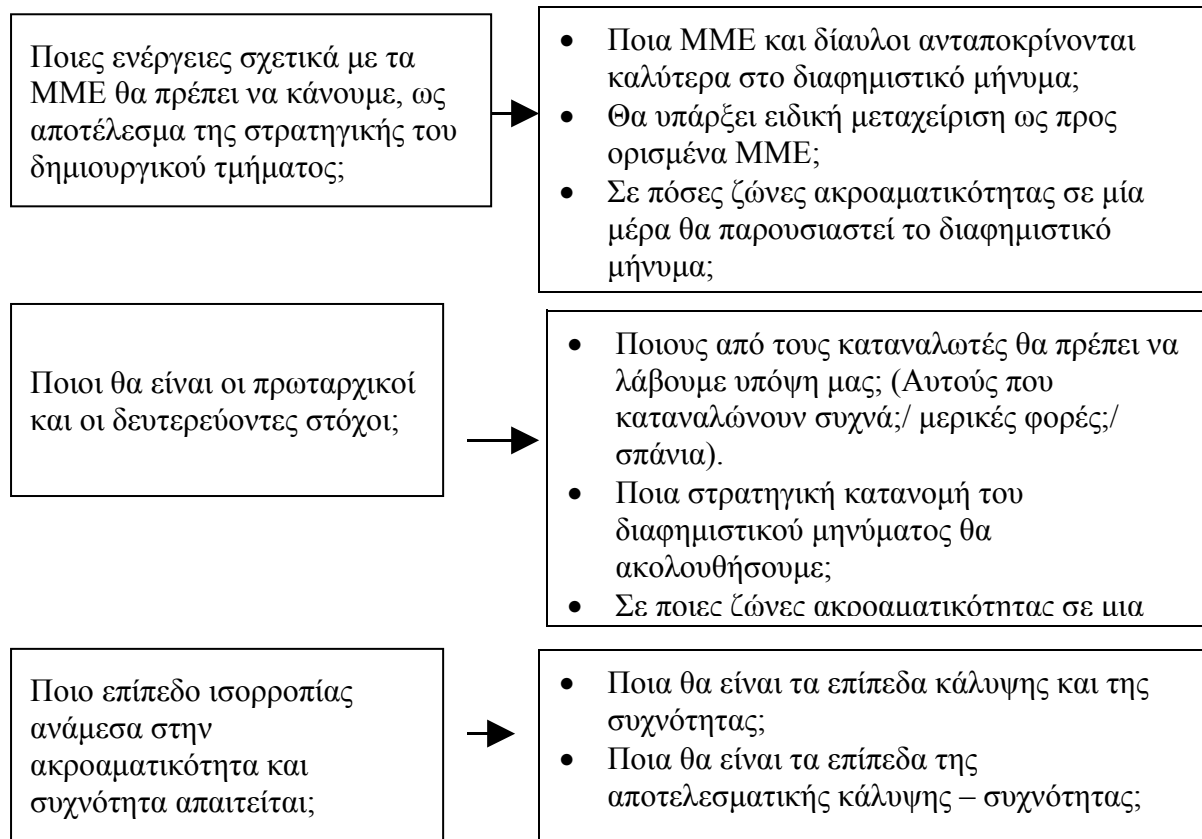 Ποιες ενέργειες σχετικά με τα
ΜΜΕ θα πρέπει να κάνουμε, ως
αποτέλεσμα της στρατηγικής του
δημιουργικού τμήματος;
• Ποια ΜΜΕ και δίαυλοι ανταποκρίνονται
καλύτερα στο διαφημιστικό μήνυμα;
• Θα υπάρξει ειδική μεταχείριση ως προς
ορισμένα ΜΜΕ;
• Σε πόσες ζώνες ακροαματικότητας σε μία
μέρα θα παρουσιαστεί το διαφημιστικό
μήνυμα;
Ποιοι θα είναι οι πρωταρχικοί
και οι δευτερεύοντες στόχοι;
• Ποιους από τους καταναλωτές θα πρέπει να
λάβουμε υπόψη μας; (Αυτούς που
καταναλώνουν συχνά;/ μερικές φορές;/
σπάνια).
• Ποια στρατηγική κατανομή του
διαφημιστικού μηνύματος θα
ακολουθήσουμε;
• Σε ποιες ζώνες ακροαματικότητας σε μια
Ποιο επίπεδο ισορροπίας
ανάμεσα στην
ακροαματικότητα και
συχνότητα απαιτείται;
• Ποια θα είναι τα επίπεδα κάλυψης και της
συχνότητας;
• Ποια θα είναι τα επίπεδα της
αποτελεσματικής κάλυψης – συχνότητας;